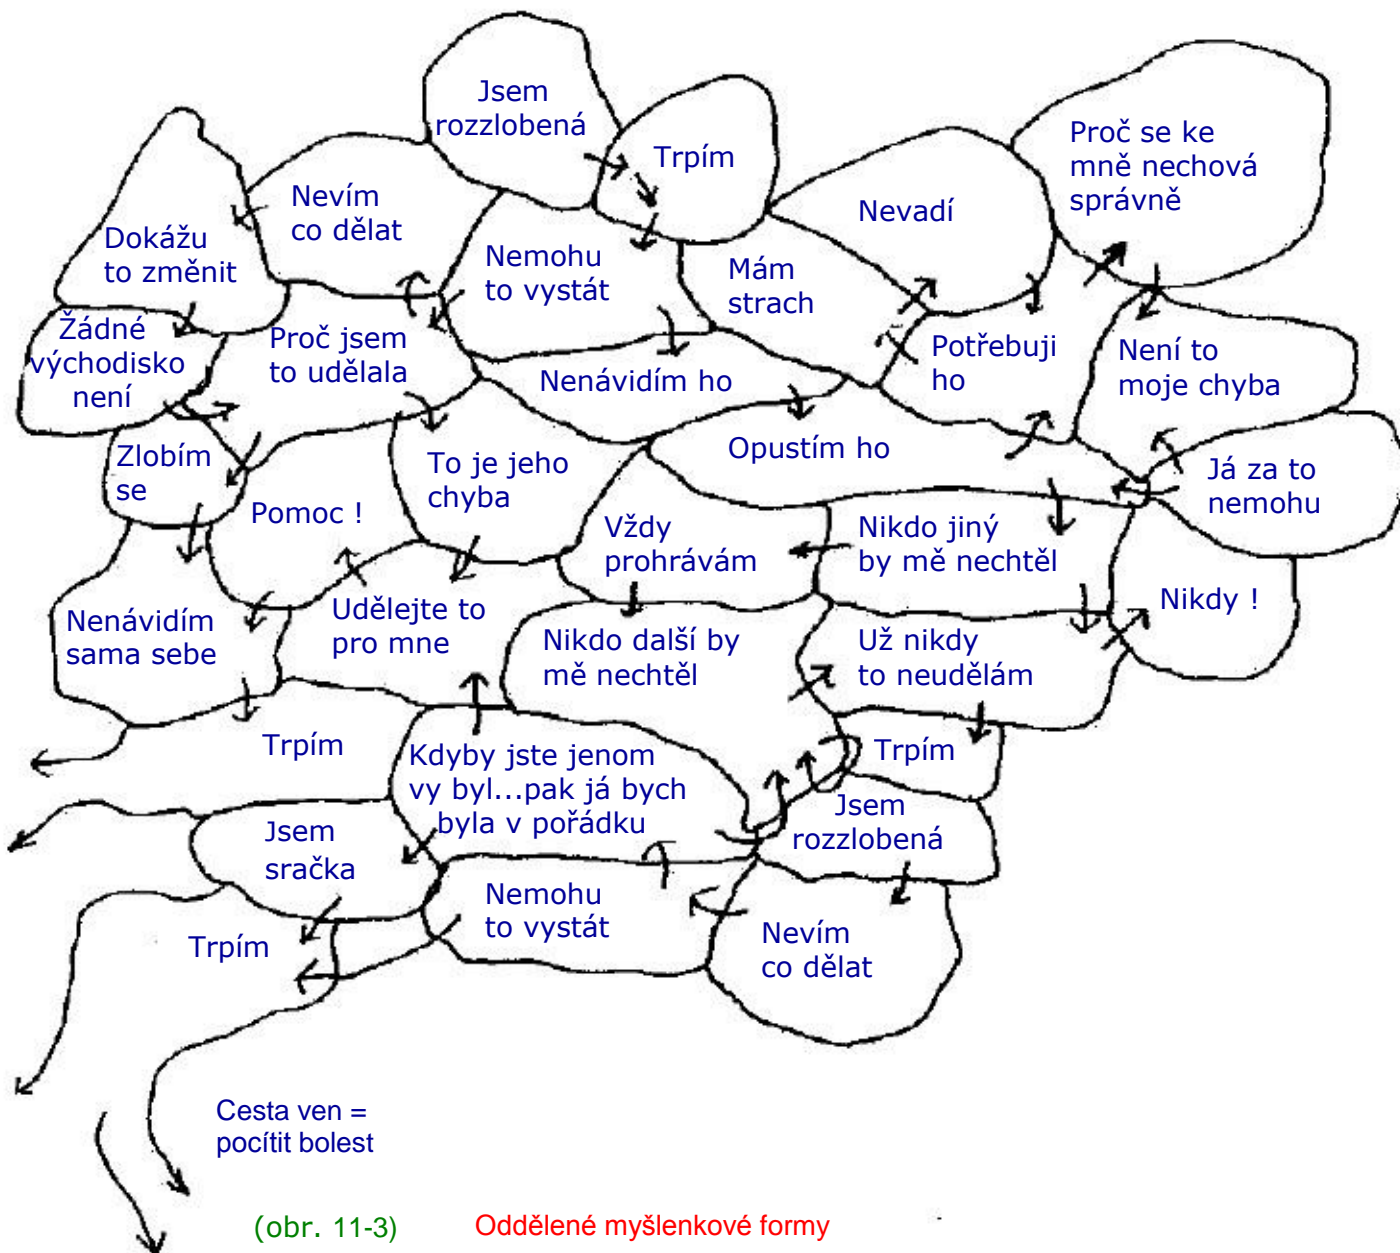 Jsem
rozzlobená
Trpím
Proč se ke
mně nechová
správně
Nevím
co dělat
Nevadí
Dokážu
to změnit
Nemohu
to vystát
Mám
strach
Žádné
východisko
není
Proč jsem
to udělala
Nenávidím ho
Potřebuji
ho
Není to
moje chyba
Zlobím
se
To je jeho
chyba
Opustím ho
Já za to
nemohu
Pomoc !
Vždy
prohrávám
Nikdo jiný
by mě nechtěl
Nikdy !
Nenávidím
sama sebe
Udělejte to
pro mne
Nikdo další by
mě nechtěl
Už nikdy
to neudělám
Trpím
Kdyby jste jenom
vy byl...pak já bych
byla v pořádku
Trpím
Jsem
sračka
Jsem
rozzlobená
Trpím
Nemohu
to vystát
Nevím
co dělat
Cesta ven =
pocítit bolest
(obr. 11-3)
Oddělené myšlenkové formy